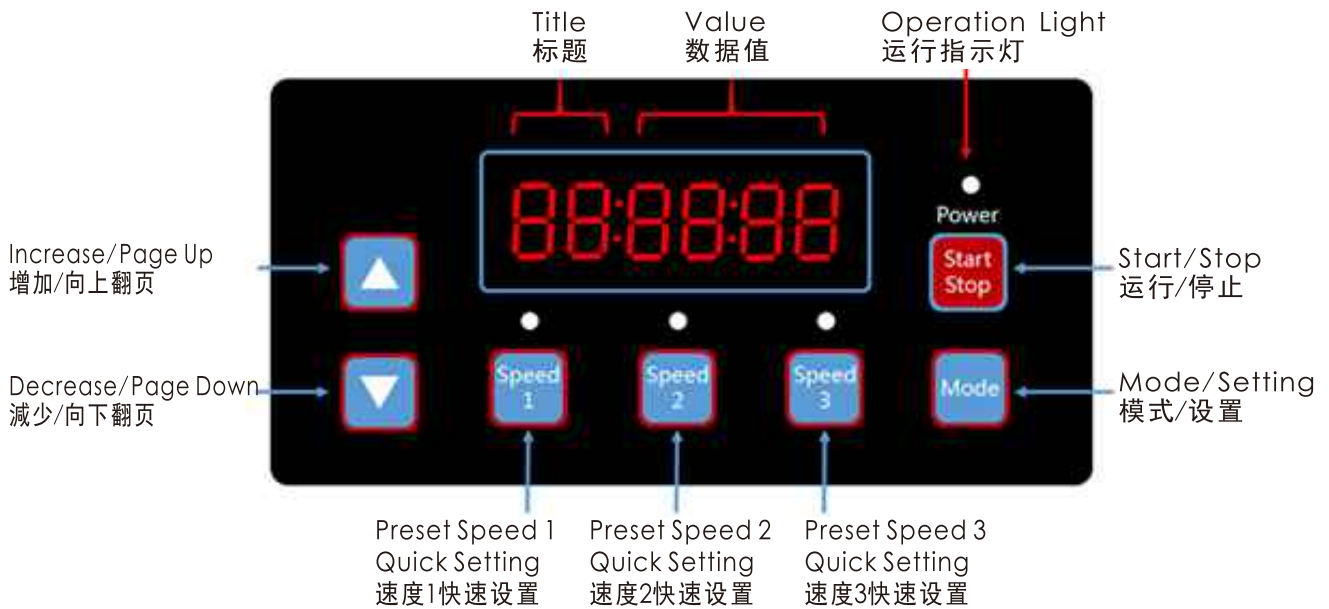 Title
标题
Value
数据值
Operation Light
运行指示灯
88:88:88
Power
Increase/Page Up
增加/向上翻页
Start
Stop
Start/Stop
运行/停止
Decrease/Page Down
减少/向下翻页
Speed
1
Speed
2
Speed
3
Mode
Mode/Setting
模式/设置
Preset Speed 1
Quick Setting
速度1快速设置
Preset Speed 2
Quick Setting
速度2快速设置
Preset Speed 3
Quick Setting
速度3快速设置